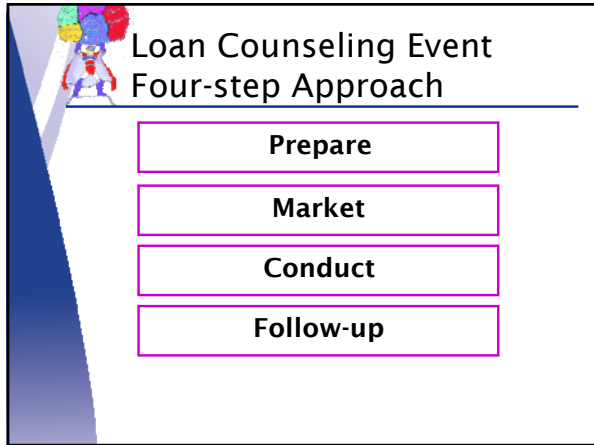 Loan Counseling Event
Four-step Approach
Prepare
Market
Conduct
Follow-up